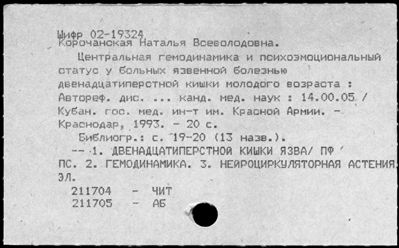 Шифр 02-19324
Корочанская Наталья Всеволодовна.
Центральная гемодинамика и психоэмоциональный
статус у больных язвенной болезнью
двенадцатиперстной кишки молодого возраста :
Автореф. дис. ... канд. мед. наук : 14.00.05 /
Кубан. гос. мед. ин-т им. Красной Армии. -
Краснодар, 1993. - 20 с.
Библиогр.: с. 19-20 (13 назв.).
-- 1. ДВЕНАДЦАТИПЕРСТНОЙ КИШКИ ЯЗВА/ ПФ
ПС. 2. ГЕМОДИНАМИКА. 3. НЕЙРОЦИРКУЛЯТОРНАЯ АСТЕНИЯ/
ЭЛ.
211704 - ЧИТ
211705 - АБ